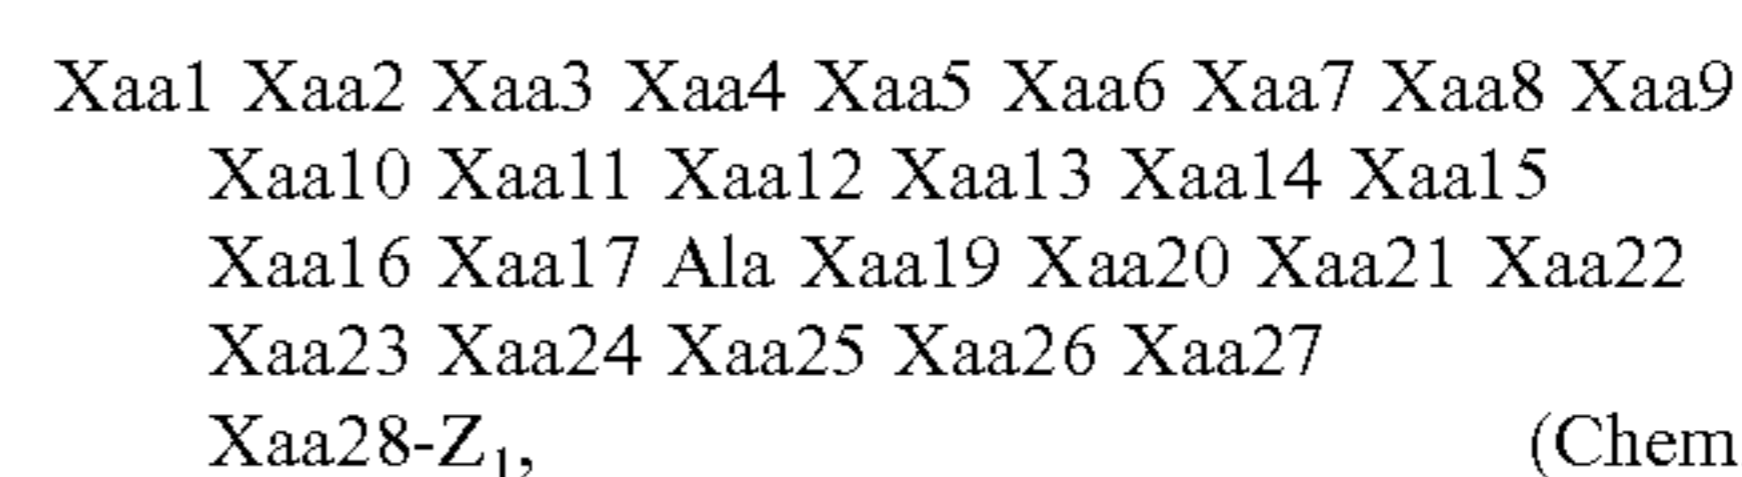 Xaa1 Xaa2 Xaa3 Xaa4 Xaa5 Xaa6 Xaa7 Xaa8 Xaa9
Xaa10 Xaa11 Xaa12 Xaa13 Xaa14 Xaa15
Xaa16 Xaa17 Ala Xaa19 Xaa20 Xaa21 Xaa22
Xaa23 Xaa24 Xaa25 Xaa26 Xaa27
Xaa28-Z₁, (Chem